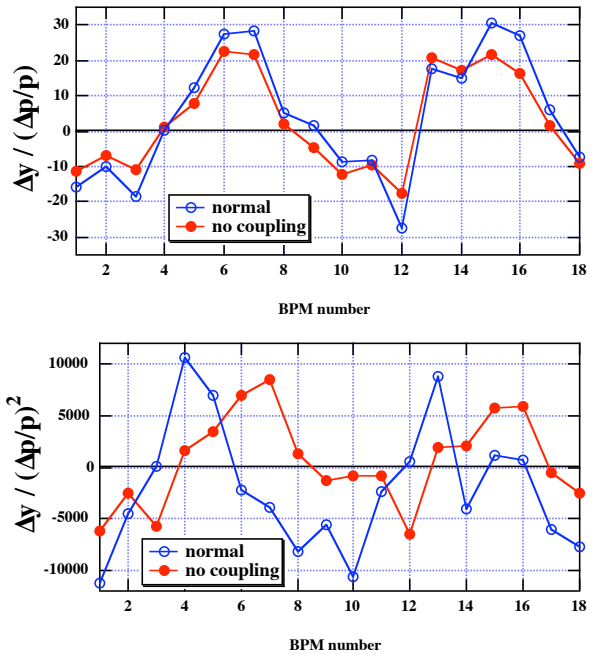 30
20
10
0
-10
-20
-30
Δy / (Δp/p)
normal
no coupling
2 4 6 8 10 12 14 16 18
BPM number
10000
5000
0
-5000
-10000
Δy / (Δp/p)²
normal
no coupling
2 4 6 8 10 12 14 16 18
BPM number